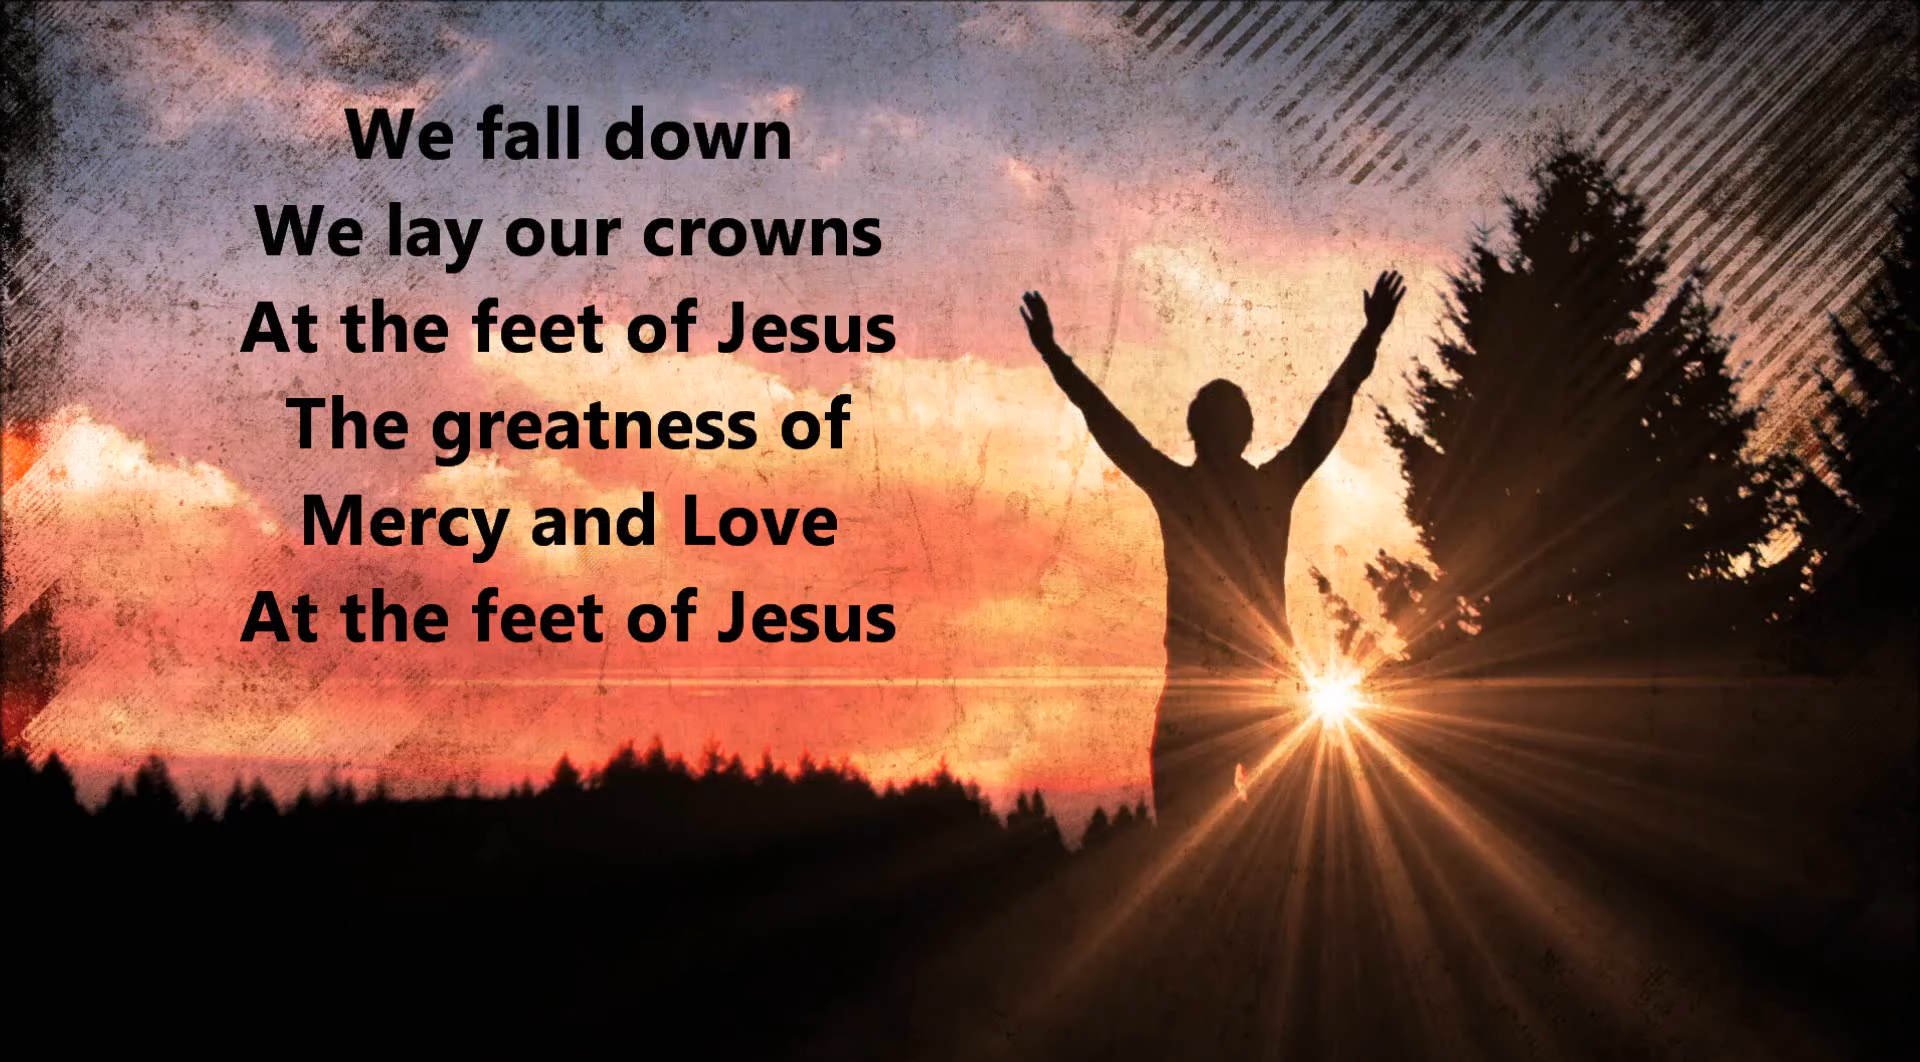 We fall down
We lay our crowns
At the feet of Jesus
The greatness of
Mercy and Love
At the feet of Jesus